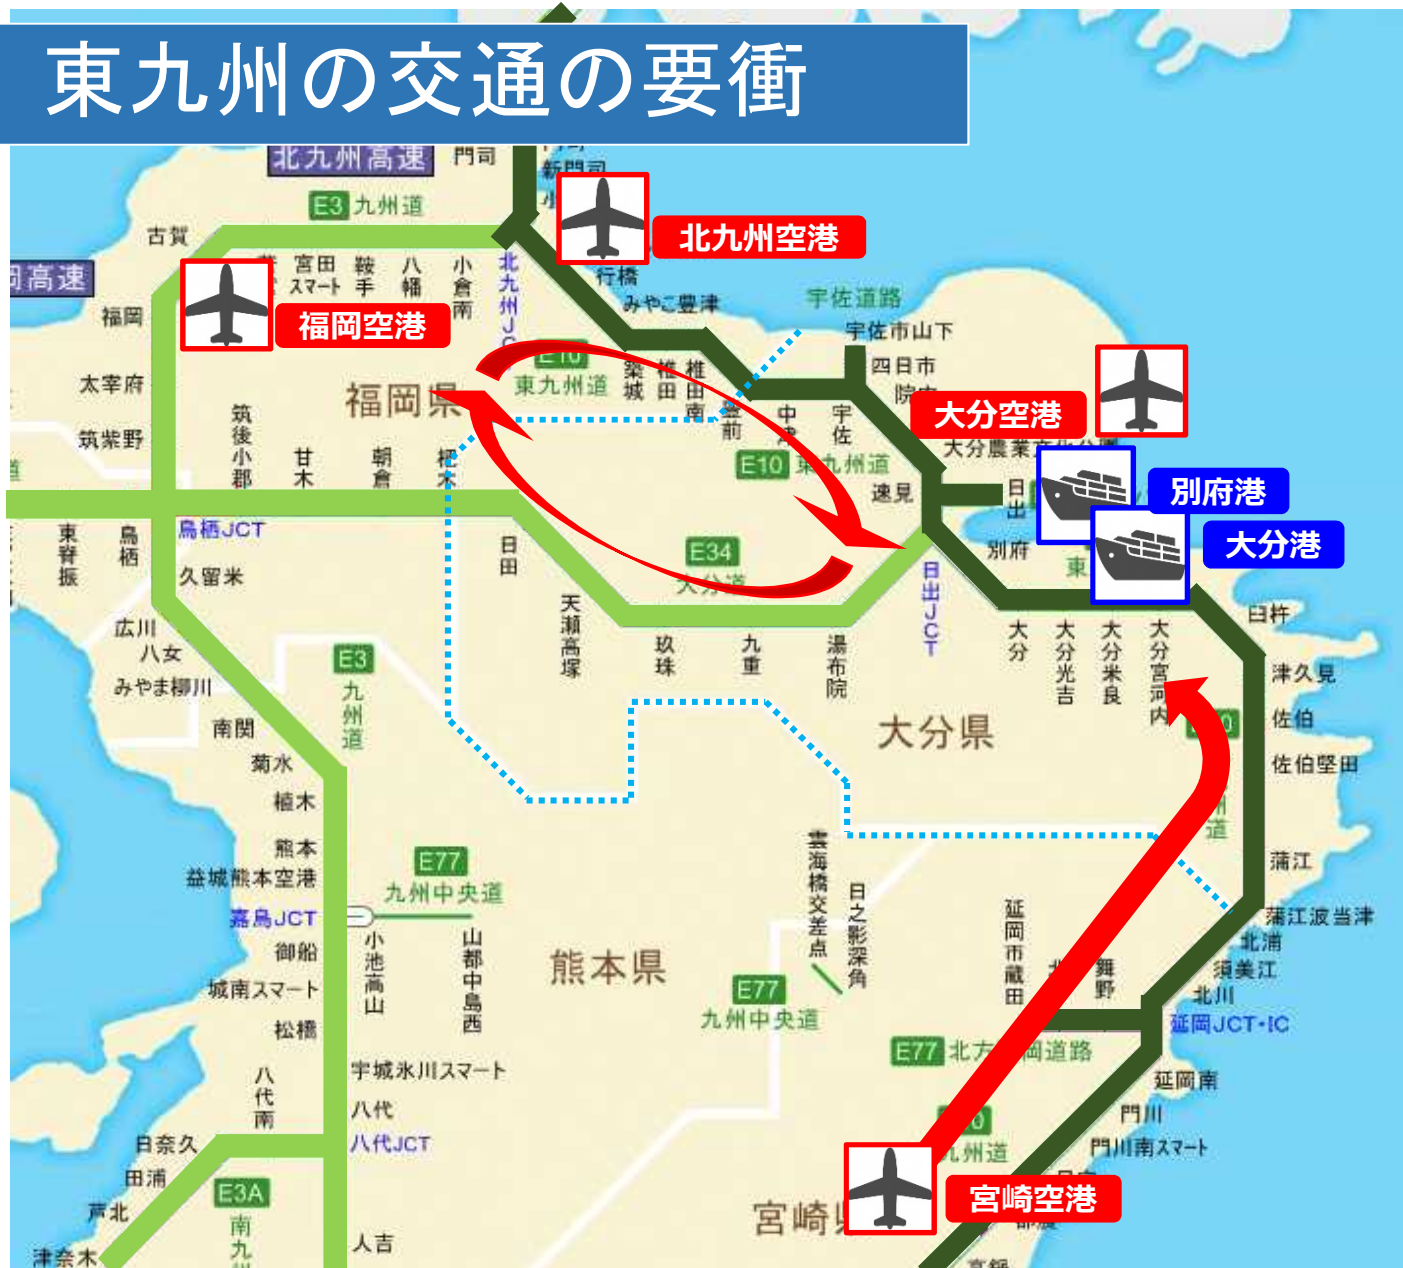 東九州の交通の要衝
北九州高速
門司
新門司
E3 九州道
古賀
宮田スマート
鞍手
八幡
小倉南
北九州JC
北九州空港
行橋
みやこ豊津
福岡
福岡空港
宇佐道路
宇佐市山下
四日市
太宰府
福岡県
E10
東九州道
築城
椎田
椎田南
豊前
中津
宇佐
大分空港
大分農業文化公園
筑紫野
筑後小郡
甘木
朝倉
杷木
E10 東九州道
速見
日出
別府港
大分港
東脊振
鳥栖
鳥栖JCT
久留米
日田
E34
大分道
別府
日出JCT
広川
八女
みやま柳川
天瀬高塚
玖珠
九重
湯布院
大分
大分光吉
大分米良
大分宮河内
臼杵
津久見
佐伯
佐伯堅田
E3
九州道
南関
菊水
植木
熊本
益城熊本空港
嘉島JCT
御船
城南スマート
松橋
大分県
E77
九州中央道
小池高山
山都中島西
熊本県
雲海橋交差点
日之影深角
E77
九州中央道
延岡市蔵田
舞野
蒲江
蒲江波当津
北浦
須美江
北川
延岡JCT・IC
延岡南
門川
門川南スマート
宇城氷川スマート
八代南
八代
八代JCT
日奈久
田浦
芦北
津奈木
E3A
南九州
人吉
宮崎空港